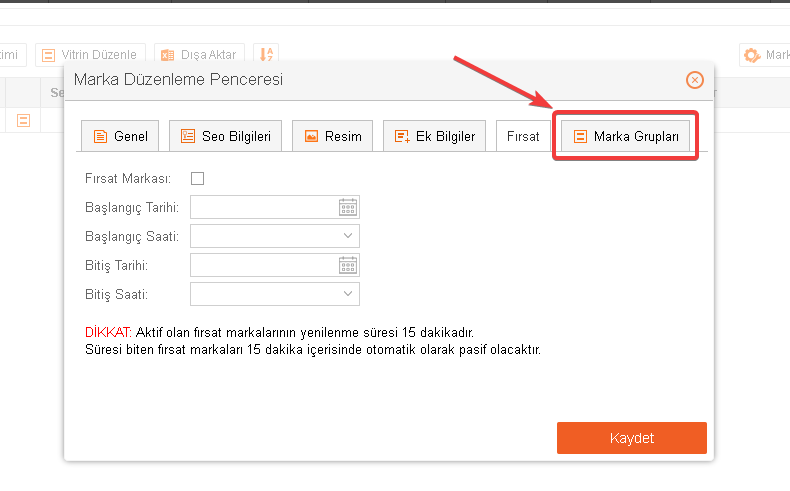 Vitrin Düzenle
Dışa Aktar
Mark
Se
Marka Düzenleme Penceresi
Genel
Seo Bilgileri
Resim
Ek Bilgiler
Fırsat
Marka Grupları
Fırsat Markası:
Başlangıç Tarihi:
Başlangıç Saati:
Bitiş Tarihi:
Bitiş Saati:
DİKKAT: Aktif olan fırsat markalarının yenilenme süresi 15 dakikadır.
Süresi biten fırsat markaları 15 dakika içerisinde otomatik olarak pasif olacaktır.
Kaydet